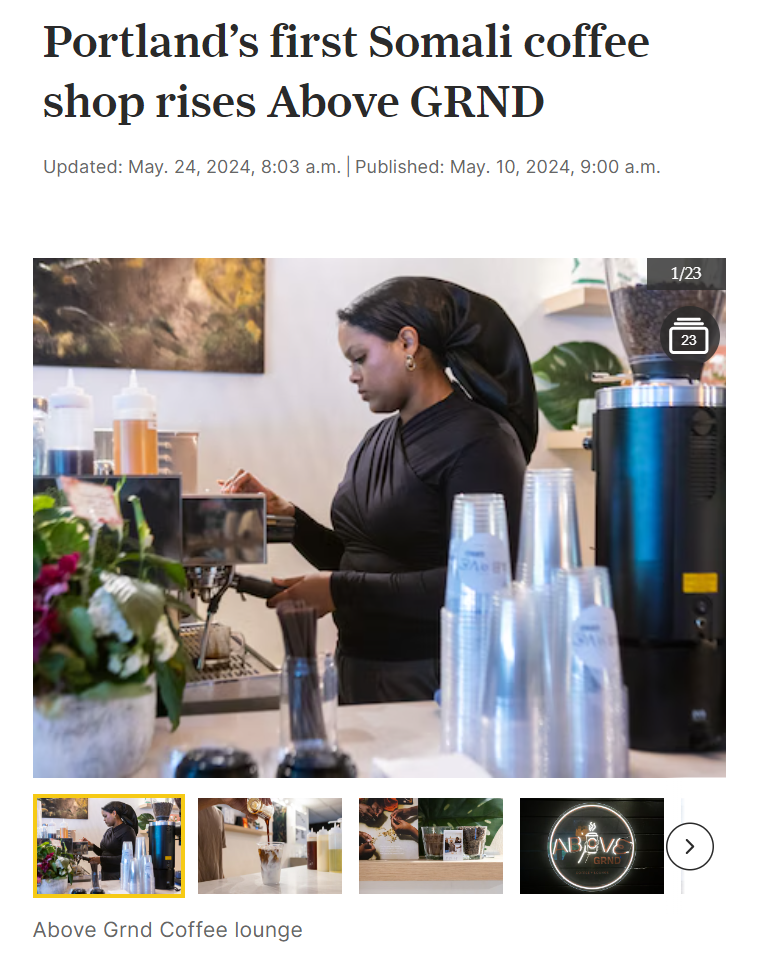 Portland’s first Somali coffee
shop rises Above GRND
Updated: May. 24, 2024, 8:03 a.m. | Published: May. 10, 2024, 9:00 a.m.
1/23
23
ABOVE
GRND
Above Grnd Coffee lounge